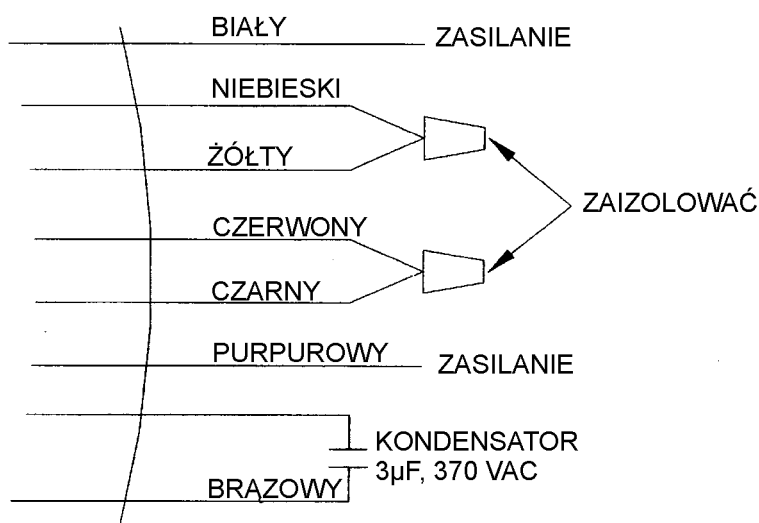 BIAŁY
ZASILANIE
NIEBIESKI
ŻÓŁTY
ZAIZOLOWAĆ
CZERWONY
CZARNY
PURPUROWY
ZASILANIE
KONDENSATOR
3µF, 370 VAC
BRĄZOWY